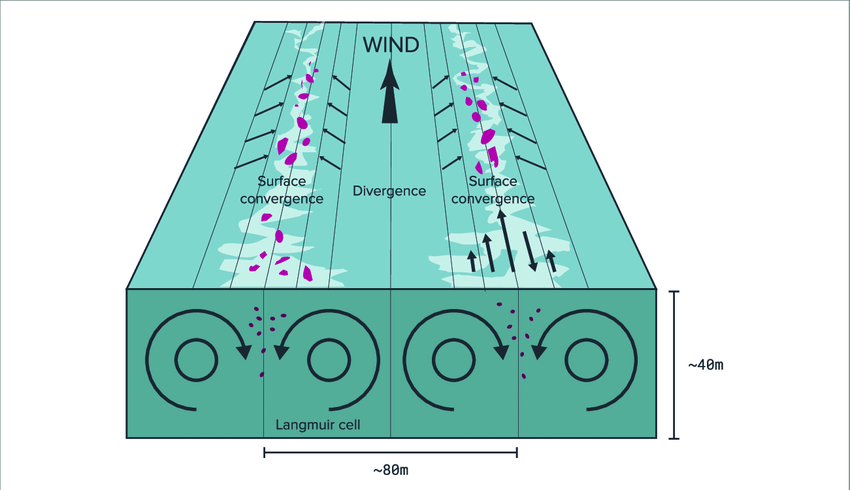 WIND
Surface
convergence
Divergence
Surface
convergence
Langmuir cell
~40m
~80m